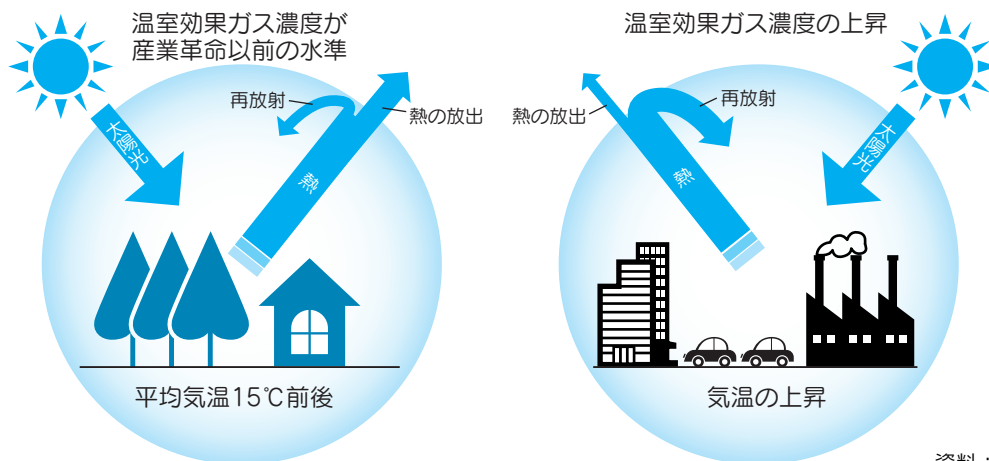 温室効果ガス濃度が
産業革命以前の水準
再放射
熱の放出
太陽光
熱
平均気温15℃前後
温室効果ガス濃度の上昇
熱の放出
再放射
太陽光
熱
気温の上昇
資料：